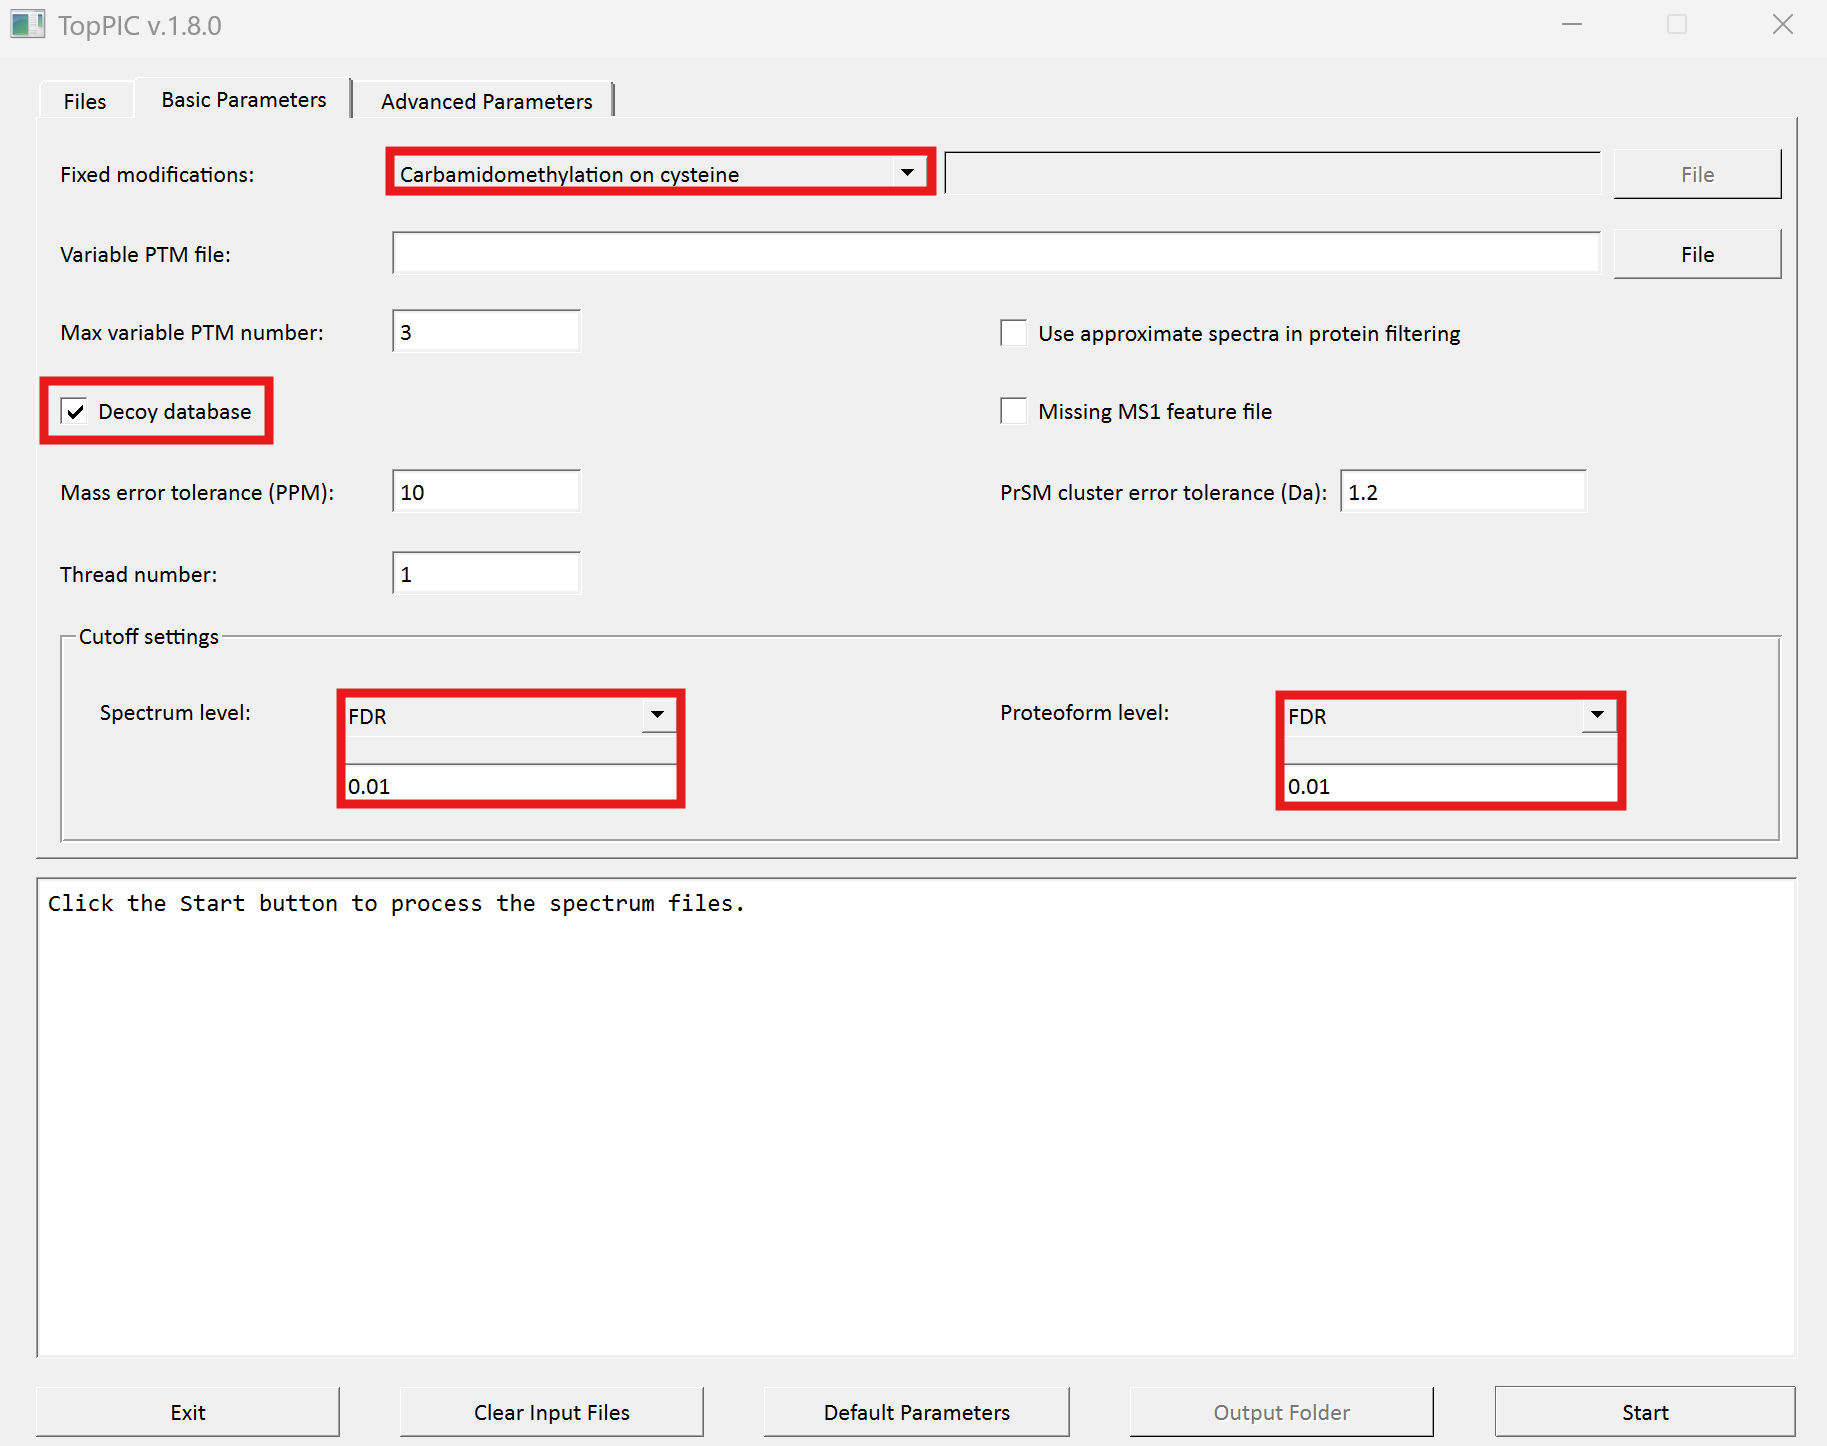 TopPIC v.1.8.0
Files
Basic Parameters
Advanced Parameters
Fixed modifications:
Carbamidomethylation on cysteine
File
Variable PTM file:
File
Max variable PTM number:
3
Use approximate spectra in protein filtering
Decoy database
Missing MS1 feature file
Mass error tolerance (PPM):
10
PrSM cluster error tolerance (Da):
1.2
Thread number:
1
Cutoff settings
Spectrum level:
FDR
0.01
Proteoform level:
FDR
0.01
Click the Start button to process the spectrum files.
Exit
Clear Input Files
Default Parameters
Output Folder
Start